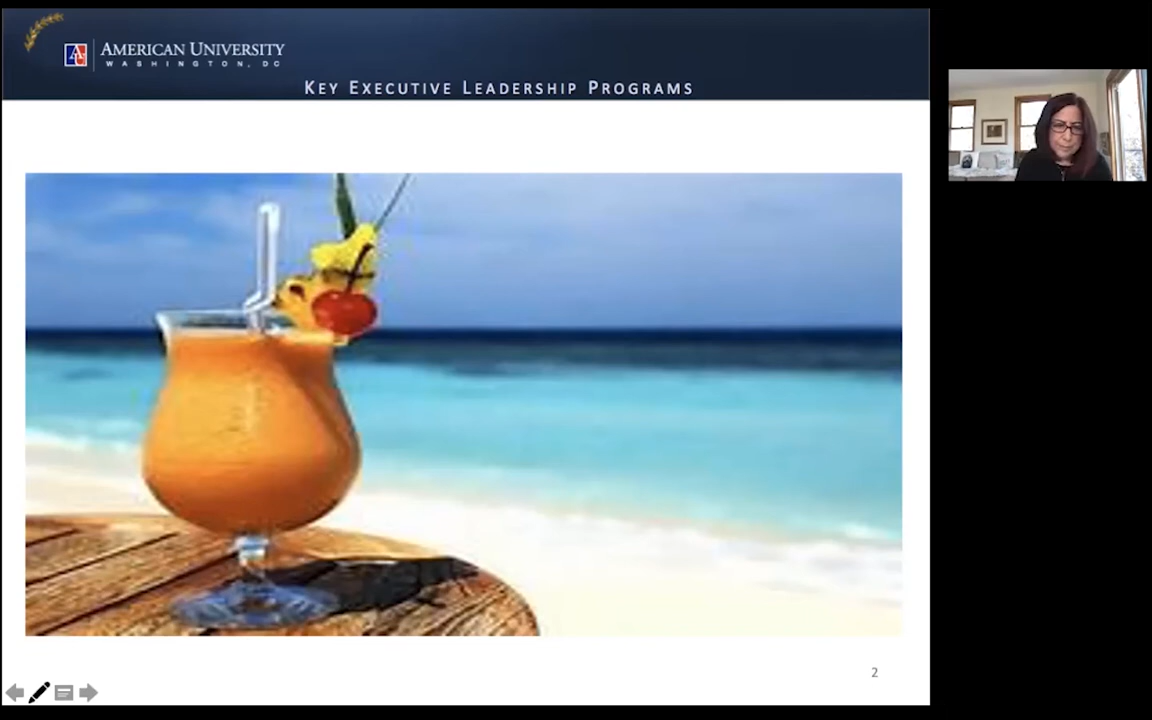 AMERICAN UNIVERSITY
WASHINGTON, DC
KEY EXECUTIVE LEADERSHIP PROGRAMS
2